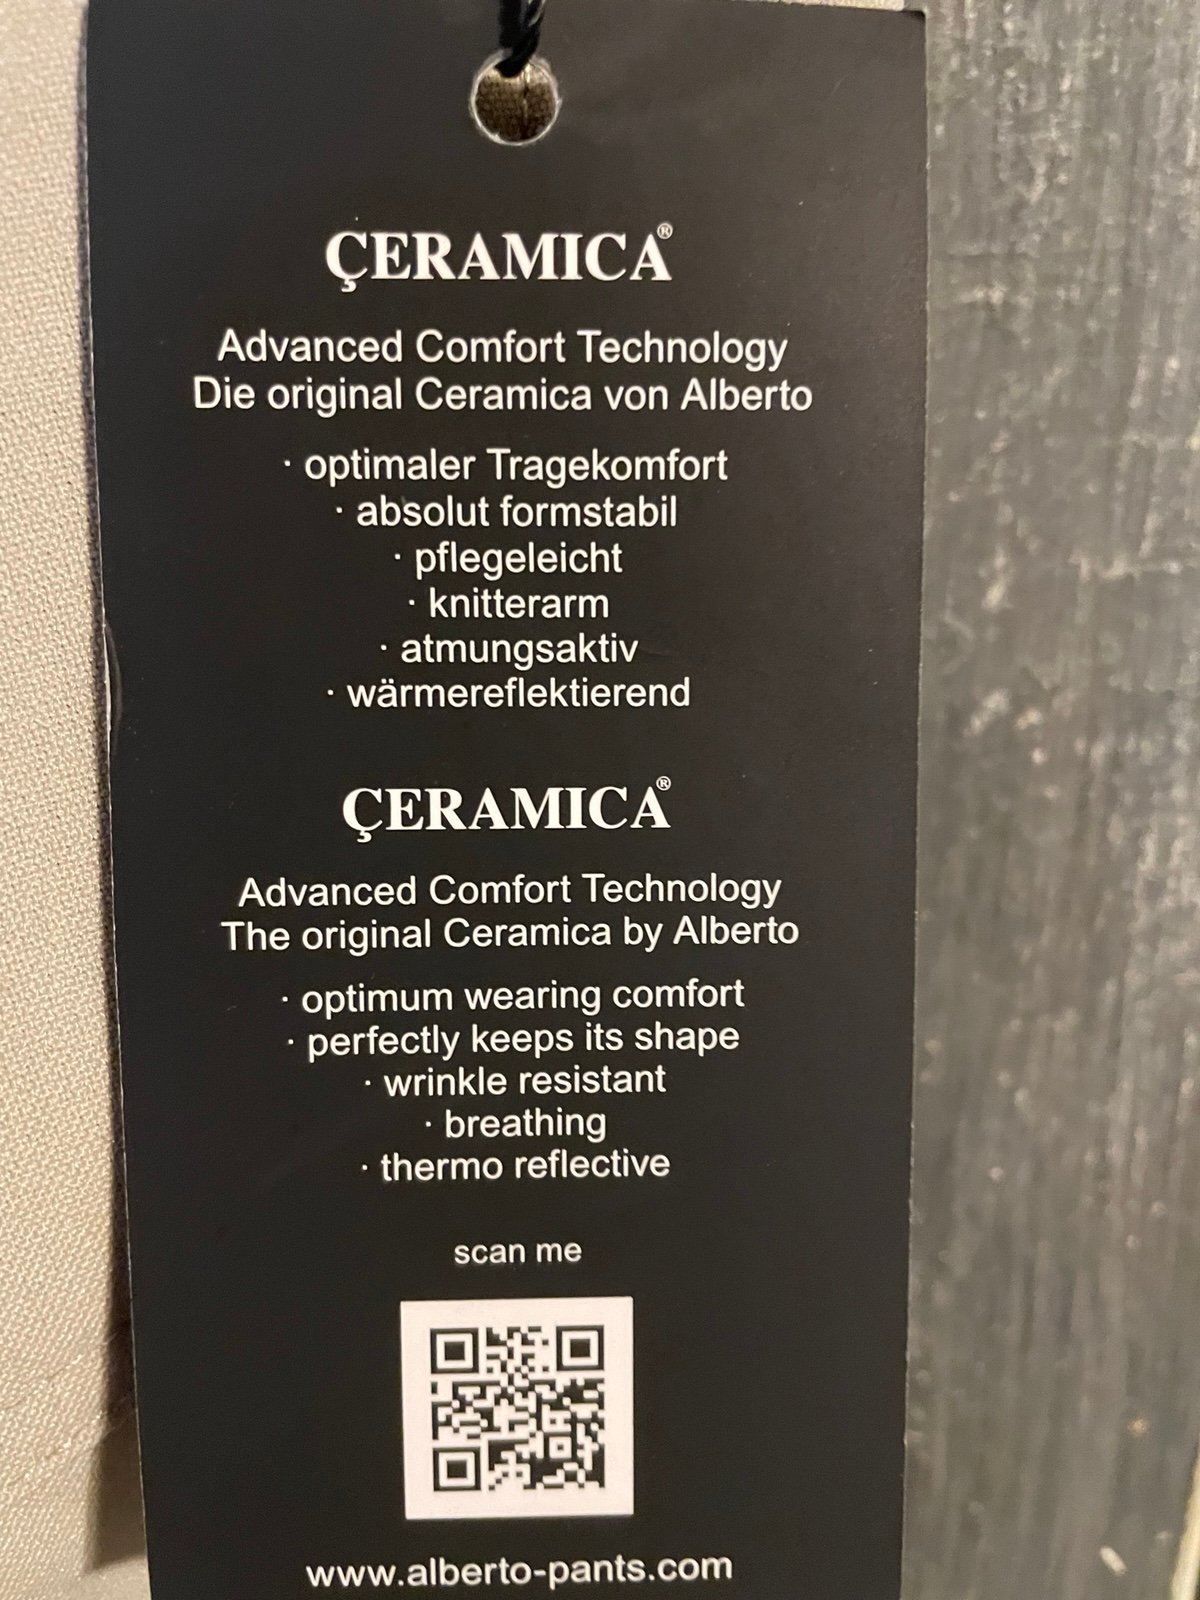 ÇERAMICA®
Advanced Comfort Technology
Die original Ceramica von Alberto
· optimaler Tragekomfort
· absolut formstabil
· pflegeleicht
· knitterarm
· atmungsaktiv
· wärmereflektierend
ÇERAMICA®
Advanced Comfort Technology
The original Ceramica by Alberto
· optimum wearing comfort
· perfectly keeps its shape
· wrinkle resistant
· breathing
· thermo reflective
scan me
www.alberto-pants.com